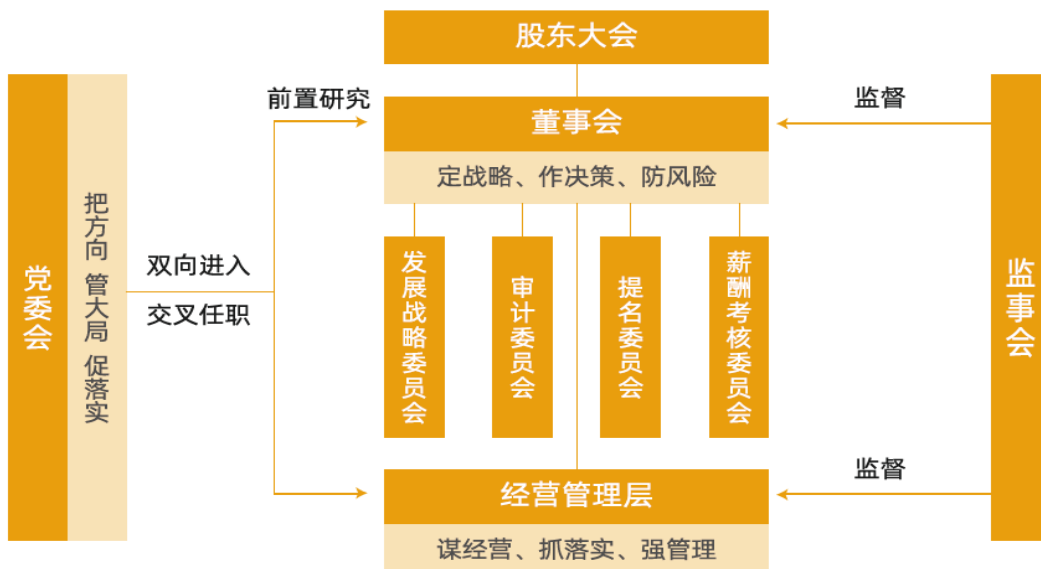 股东大会
党委会
把方向 管大局 促落实
双向进入
交叉任职
前置研究
董事会
定战略、作决策、防风险
发展战略委员会
审计委员会
提名委员会
薪酬考核委员会
经营管理层
谋经营、抓落实、强管理
监督
监督
监事会